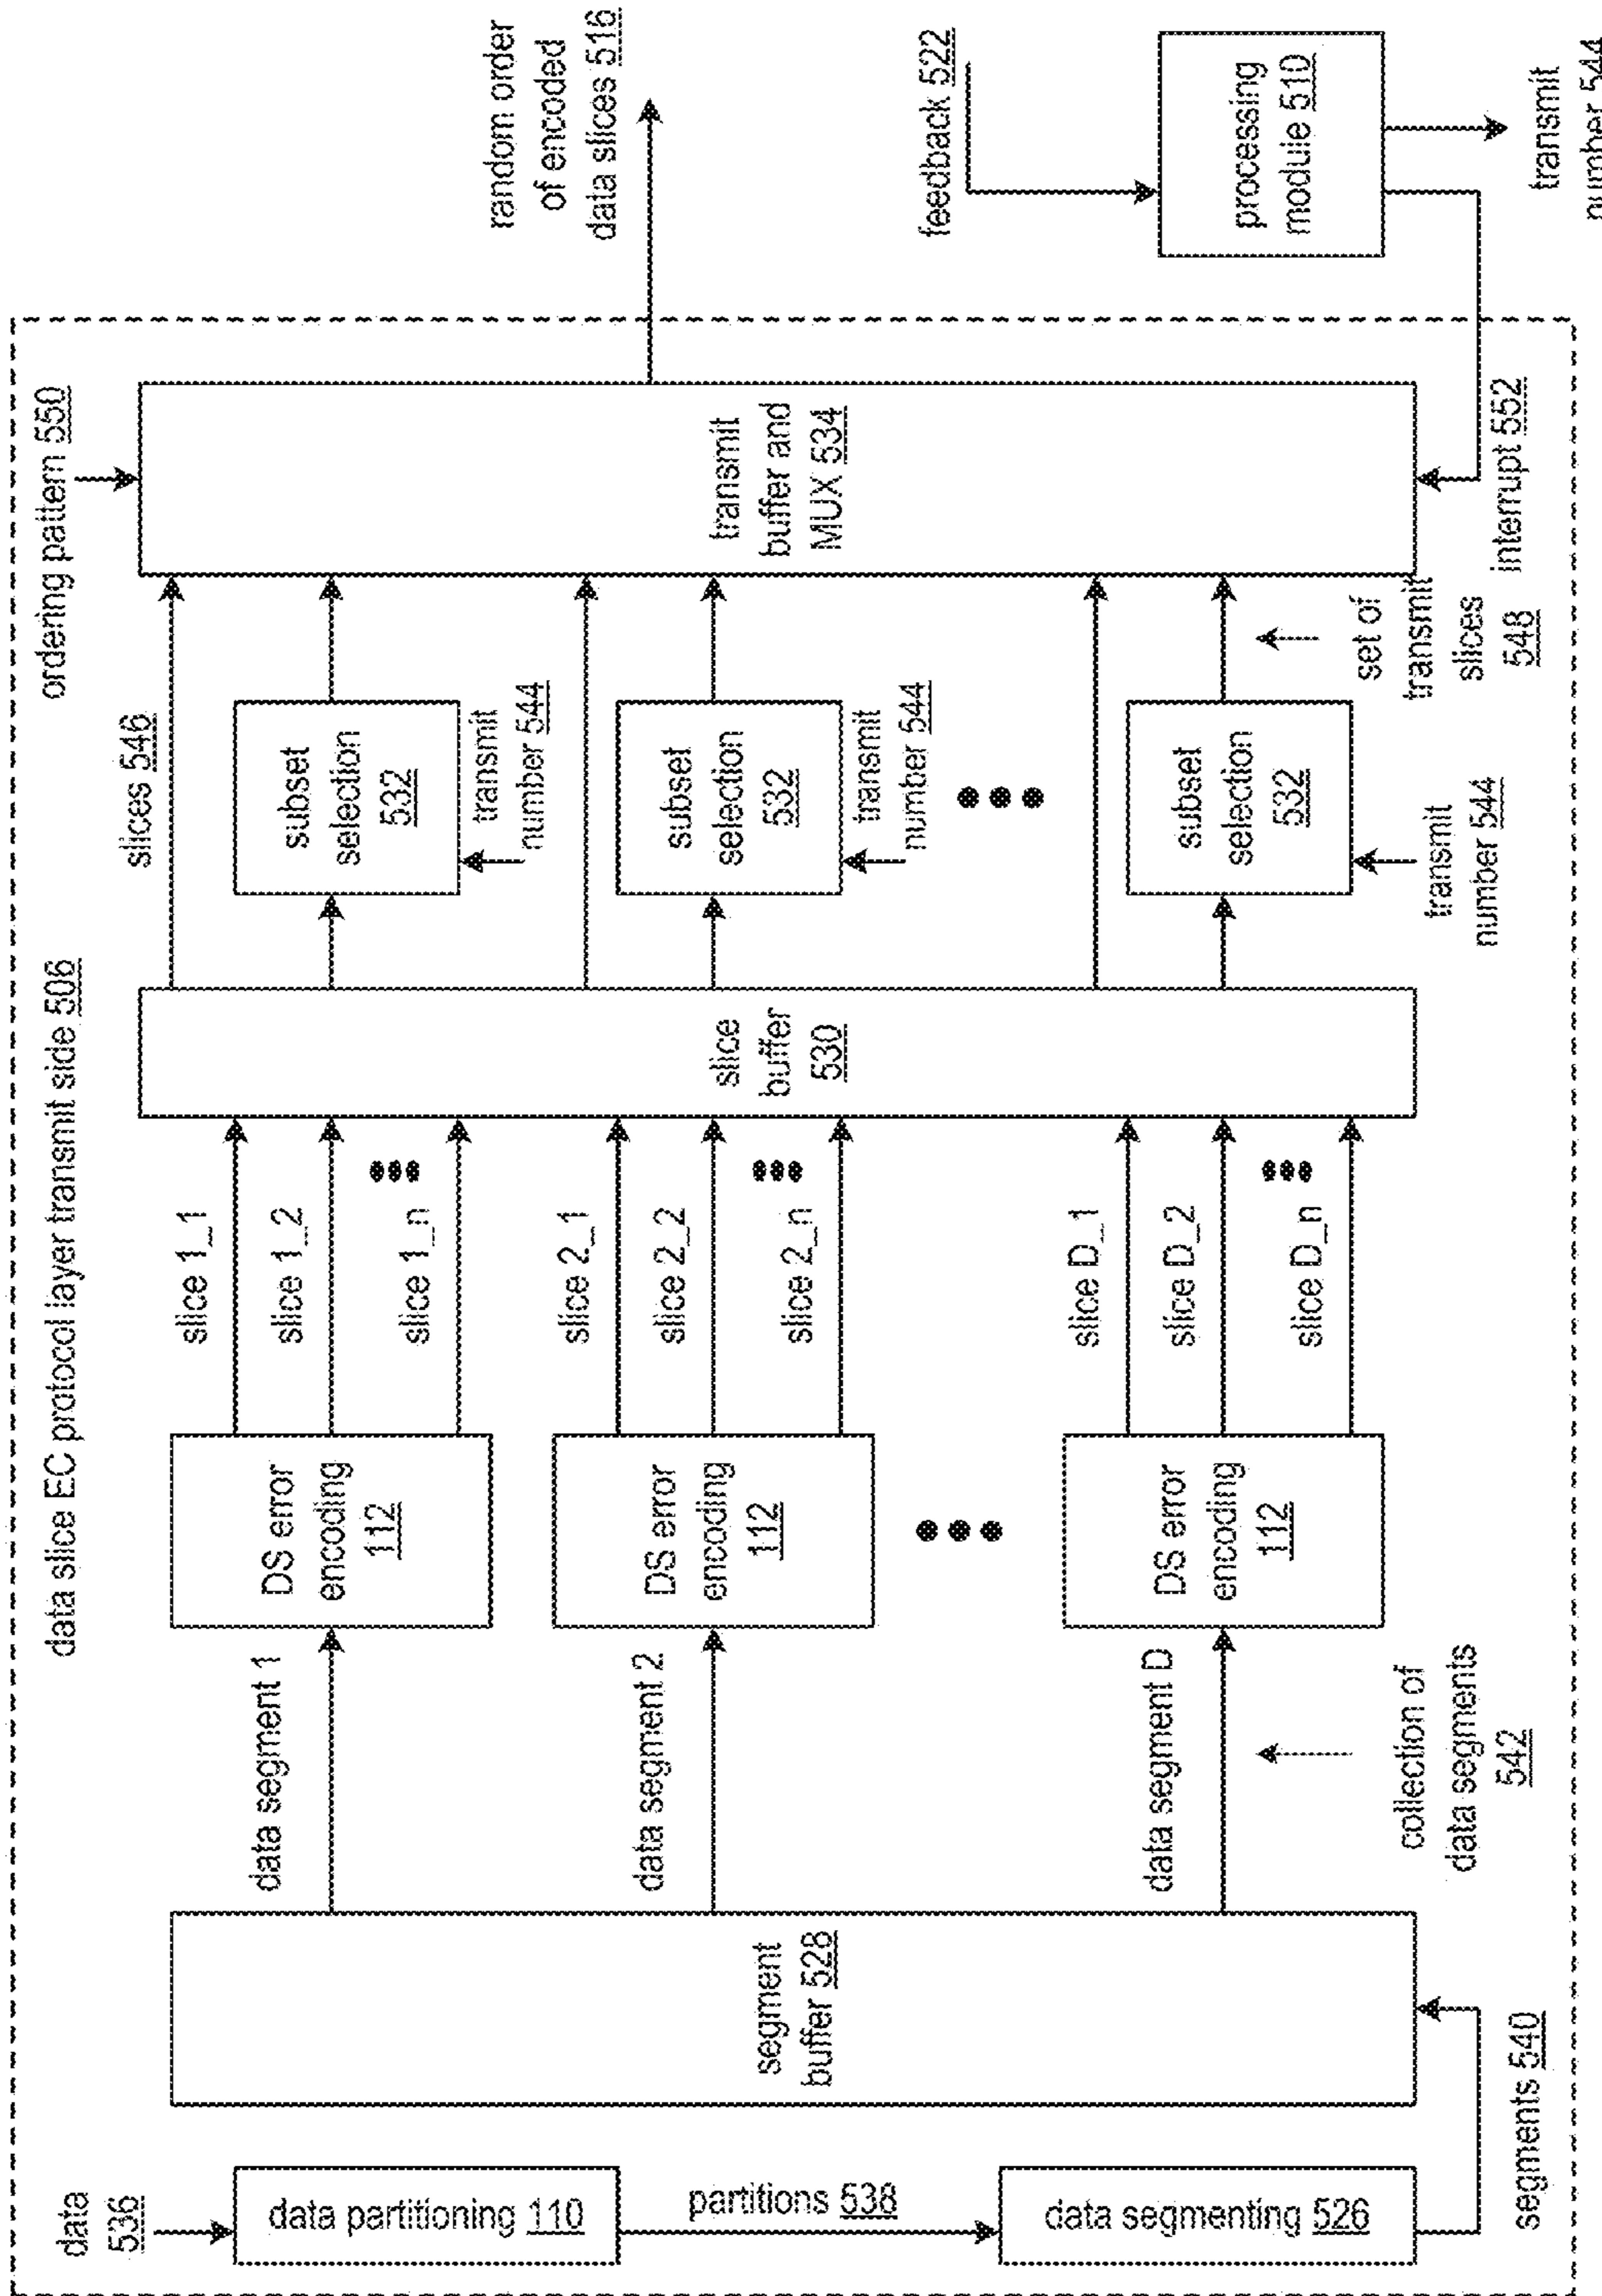 data slice EC protocol layer transmit side 506
data
536
data partitioning 110
partitions 538
data segmenting 526
segments 540
segment
buffer 528
data segment 1
data segment 2
data segment D
collection of
data segments
542
DS error
encoding
112
DS error
encoding
112
DS error
encoding
112
slice 1_1
slice 1_2
slice 1_n
slice 2_1
slice 2_2
slice 2_n
slice D_1
slice D_2
slice D_n
slice
buffer
530
slices 546
subset
selection
532
transmit
number 544
subset
selection
532
transmit
number 544
subset
selection
532
transmit
number 544
set of
transmit
slices
548
ordering pattern 550
transmit
buffer and
MUX 534
interrupt 552
random order
of encoded
data slices 516
feedback 522
processing
module 510
transmit
number 544